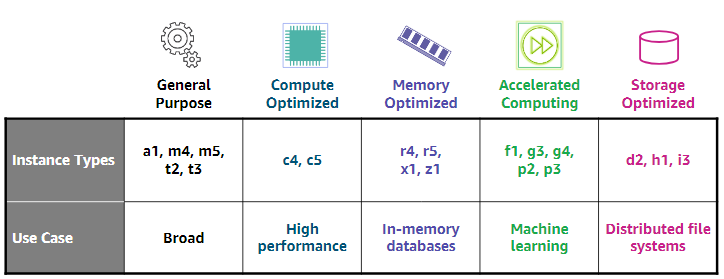 General
Purpose
Compute
Optimized
Memory
Optimized
Accelerated
Computing
Storage
Optimized
Instance Types
a1, m4, m5,
t2, t3
c4, c5
r4, r5,
x1, z1
f1, g3, g4,
p2, p3
d2, h1, i3
Use Case
Broad
High
performance
In-memory
databases
Machine
learning
Distributed file
systems